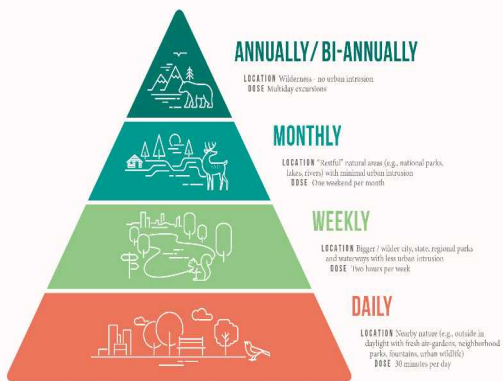 ANNUALLY/ BI-ANNUALLY
LOCATION Wilderness - no urban intrusion
DOSE Multiday excursions
MONTHLY
LOCATION "Restful" natural areas (e.g., national parks,
lakes, rivers) with minimal urban intrusion
DOSE One weekend per month
WEEKLY
LOCATION Bigger / wilder city, state, regional parks
and waterways with less urban intrusion
DOSE Two hours per week
DAILY
LOCATION Nearby nature (e.g., outside in
daylight with fresh air-gardens, neighborhood
parks, fountains, urban wildlife)
DOSE 30 minutes per day